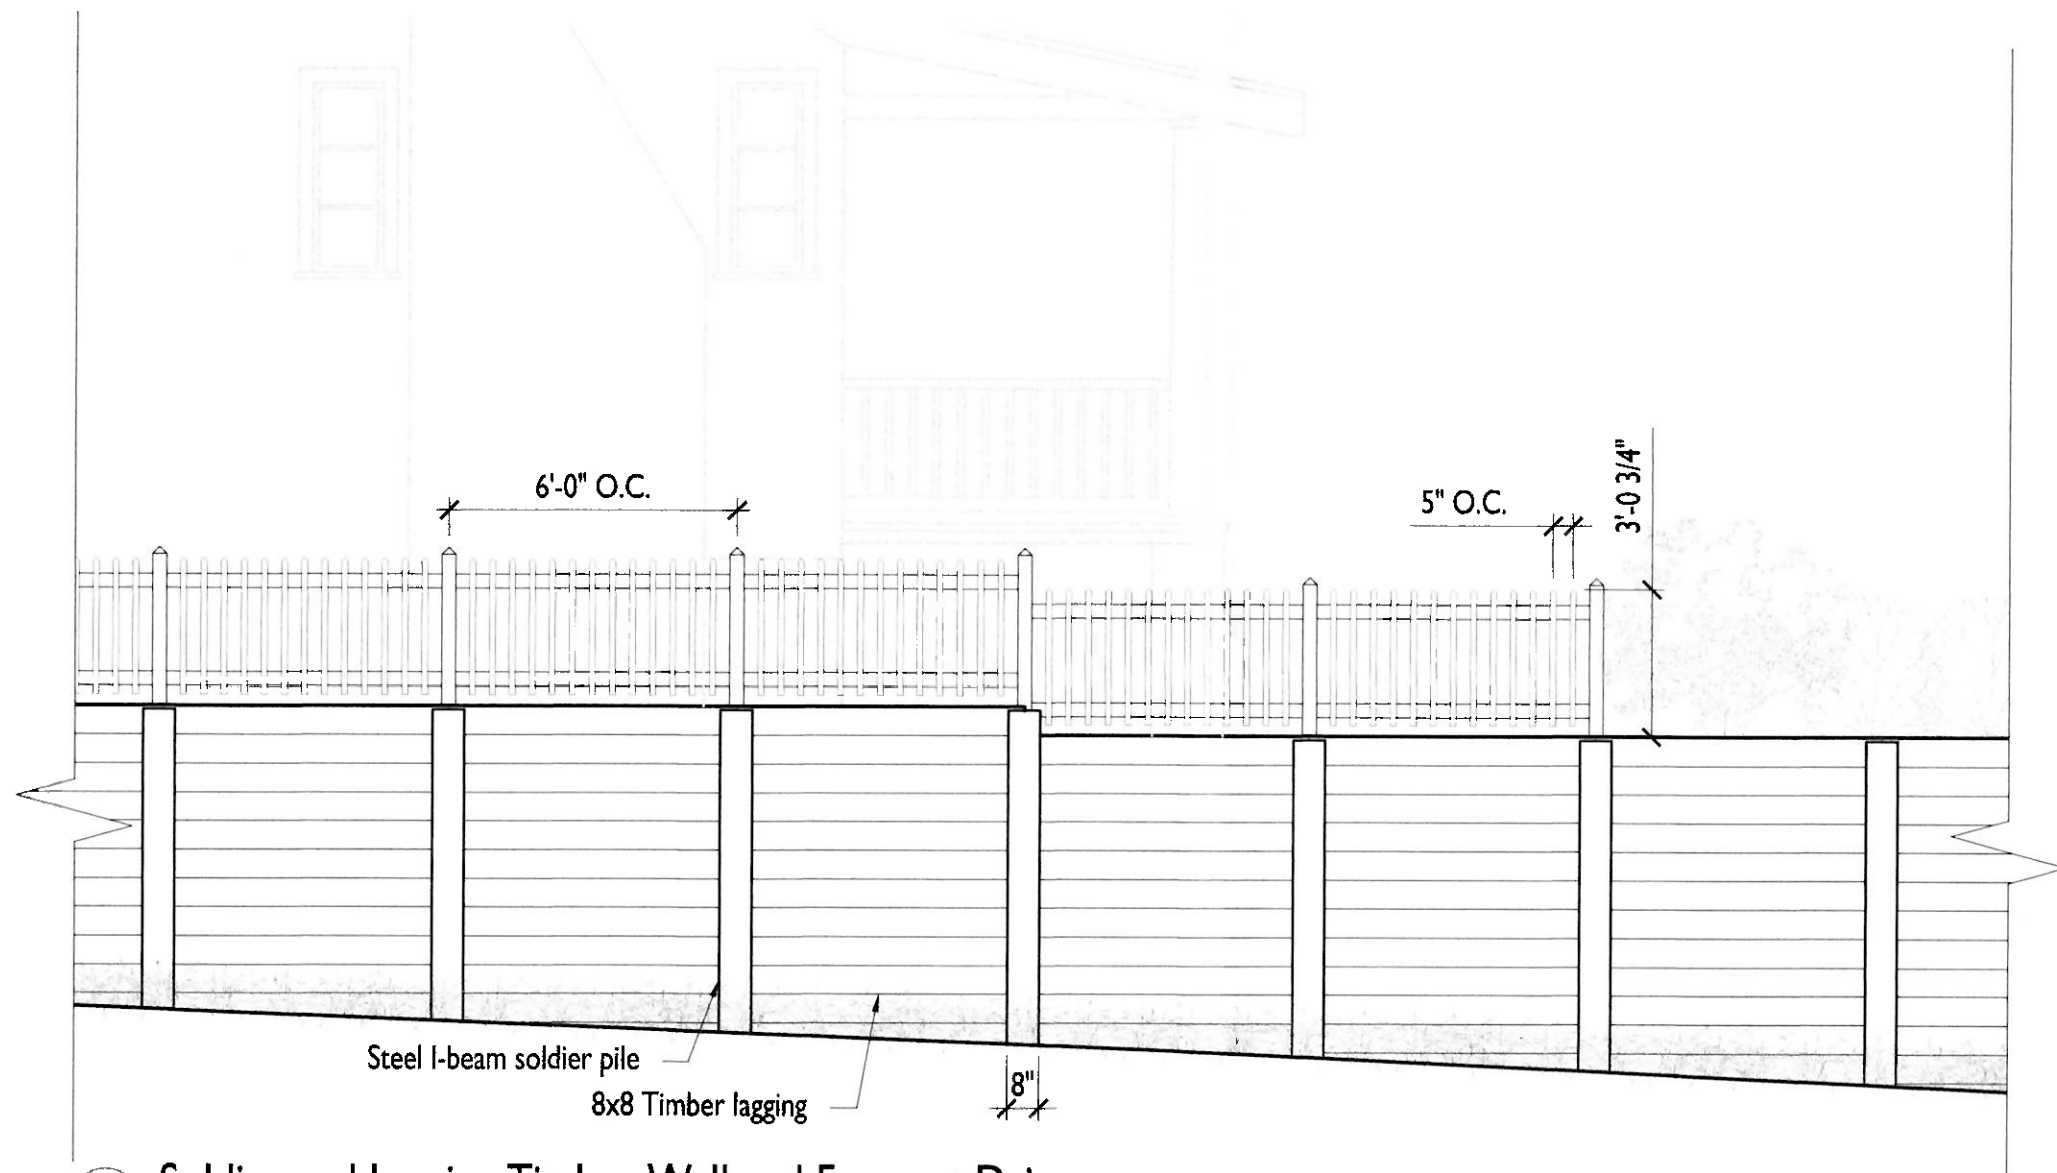 6'-0" O.C.
5" O.C.
3'-0 3/4"
Steel I-beam soldier pile
8x8 Timber lagging
8"